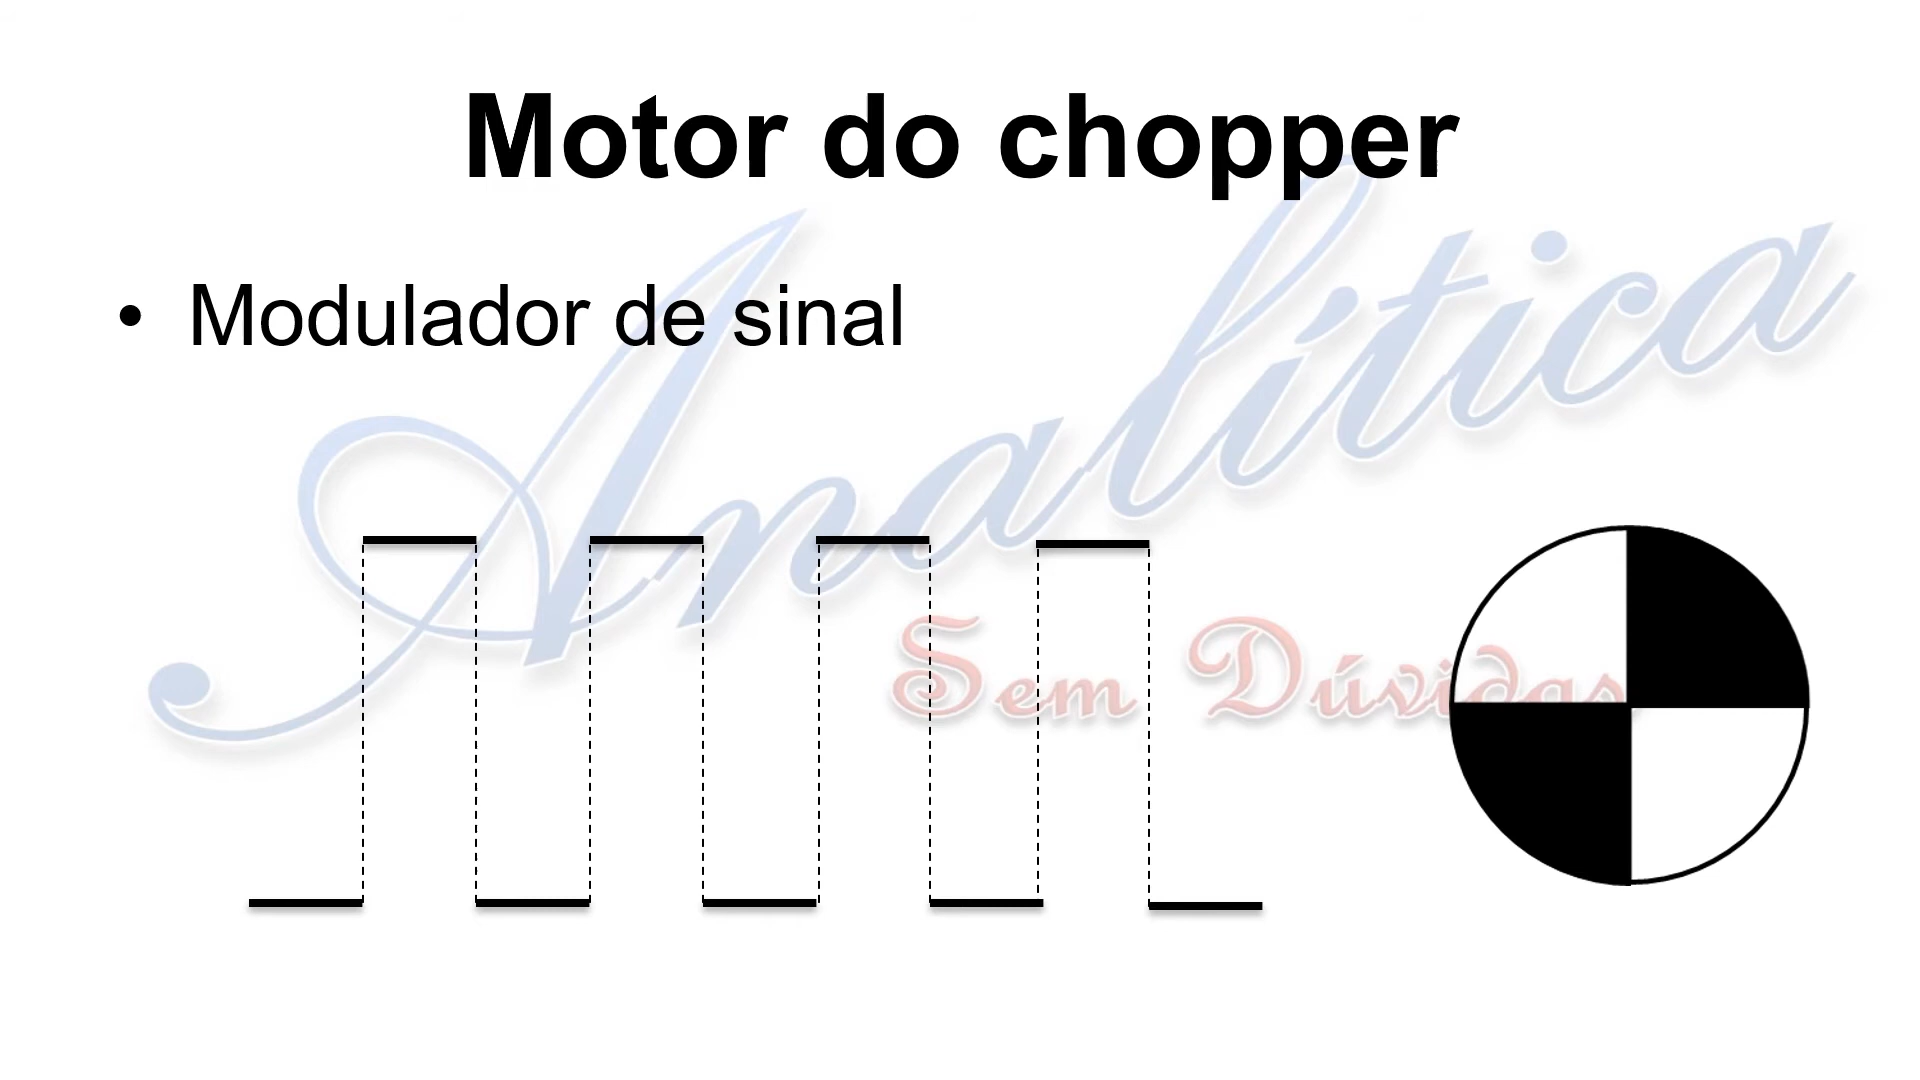 Motor do chopper
• Modulador de sinal
Analítica
Sem Dúvidas